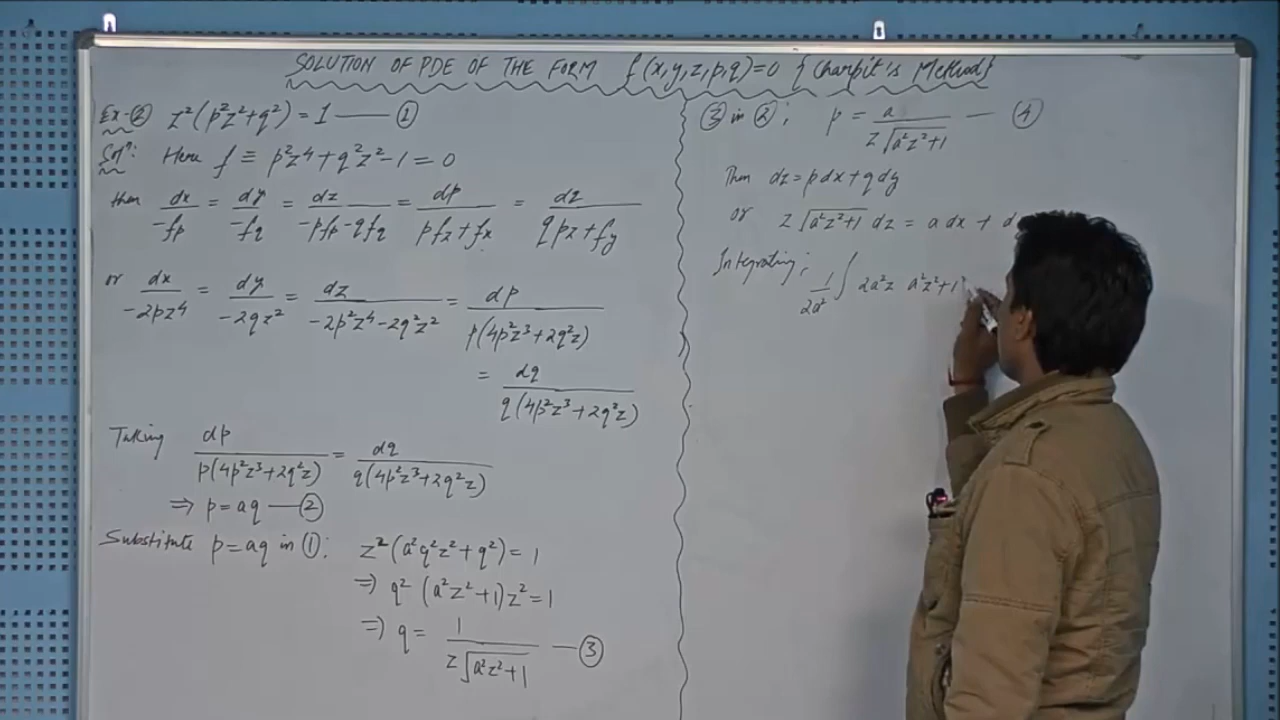 SOLUTION OF PDE OF THE FORM f(x,y,z,p,q)=0 {Charpit's Method}
Ex-② z²(p²z²+q²)=1 —— ①
Solⁿ: Here f ≡ p²z⁴+q²z²-1=0
then dx/-fp = dy/-fq = dz/-pfp-qfq = dp/pfz+fx = dz/qpz+fy
or dx/-2pz⁴ = dy/-2qz² = dz/-2p²z⁴-2q²z² = dp/p(4p²z³+2q²z)
= dq/q(4p²z³+2q²z)
Taking dp/p(4p²z³+2q²z) = dq/q(4p²z³+2q²z)
⇒ p=aq —②
Substitute p=aq in ①: z²(a²q²z²+q²)=1
⇒ q²(a²z²+1)z²=1
⇒ q= 1/z√a²z²+1 —③
③ in ②; p = a/z√a²z²+1 — ④
Then dz=pdx+qdy
or z√a²z²+1 dz = a dx + d
Integrating; 1/2a² ∫ 2a²z a²z²+1